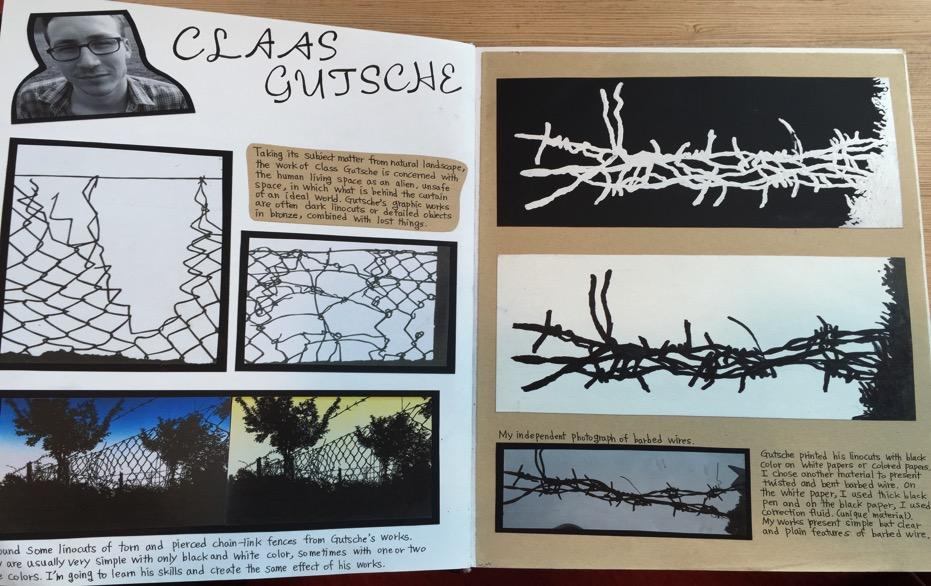 CLAAS
GUTSCHE
Taking its subject matter from natural landscape,
the work of Class Gutsche is concerned with
the human living space as an alien, unsafe
space, in which what is behind the curtain
of an ideal world. Gutsche's graphic works
are often dark linocuts or detailed objects
in bronze, combined with lost things.
some linocuts of torn and pierced chain-link fences from Gutsche's works.
are usually very simple with only black and white color, sometimes with one or two
colors. I'm going to learn his skills and create the same effect of his works.
My independent photograph of barbed wires.
Gutsche printed his linocuts with black
color on white papers or colored papers.
I chose another material to present
twisted and bent barbed wire. On
the white paper, I used thick black
pen and on the black paper, I used
correction fluid. (unique material).
My works present simple but clear
and plain features of barbed wire.